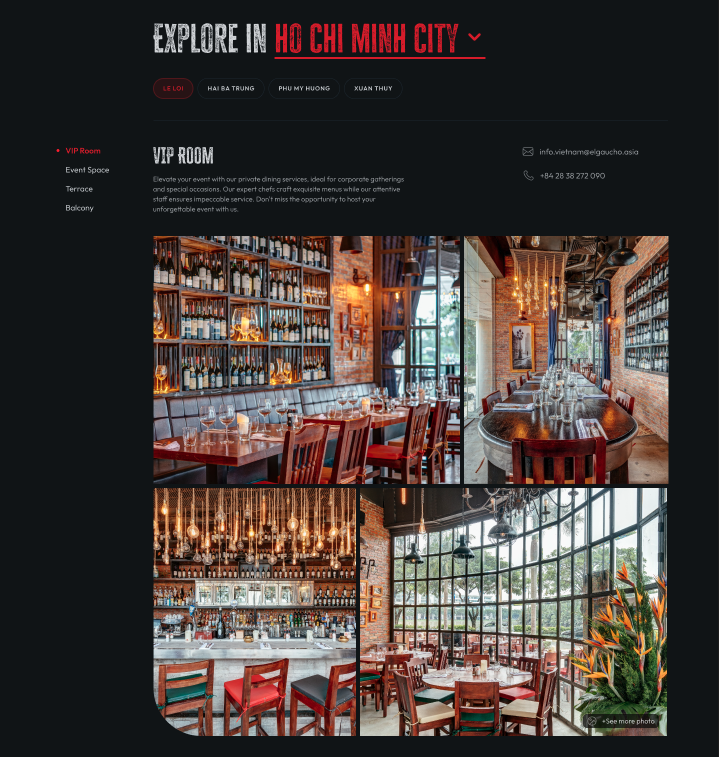 EXPLORE IN HO CHI MINH CITY
LE LOI
HAI BA TRUNG
PHU MY HUONG
XUAN THUY
VIP Room
Event Space
Terrace
Balcony
VIP ROOM
Elevate your event with our private dining services, ideal for corporate gatherings
and special occasions. Our expert chefs craft exquisite menus while our attentive
staff ensures impeccable service. Don't miss the opportunity to host your
unforgettable event with us.
info.vietnam@elgaucho.asia
+84 28 38 272 090
+See more photo